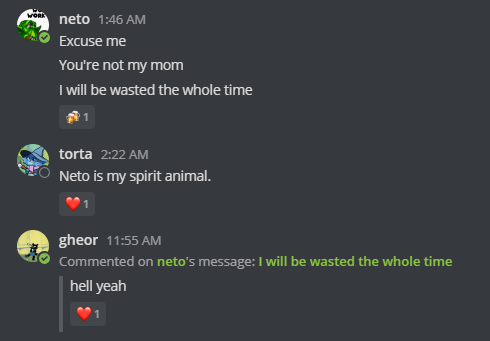 WORK
neto 1:46 AM
Excuse me
You're not my mom
I will be wasted the whole time
1
torta 2:22 AM
Neto is my spirit animal.
1
gheor 11:55 AM
Commented on neto's message: I will be wasted the whole time
hell yeah
1